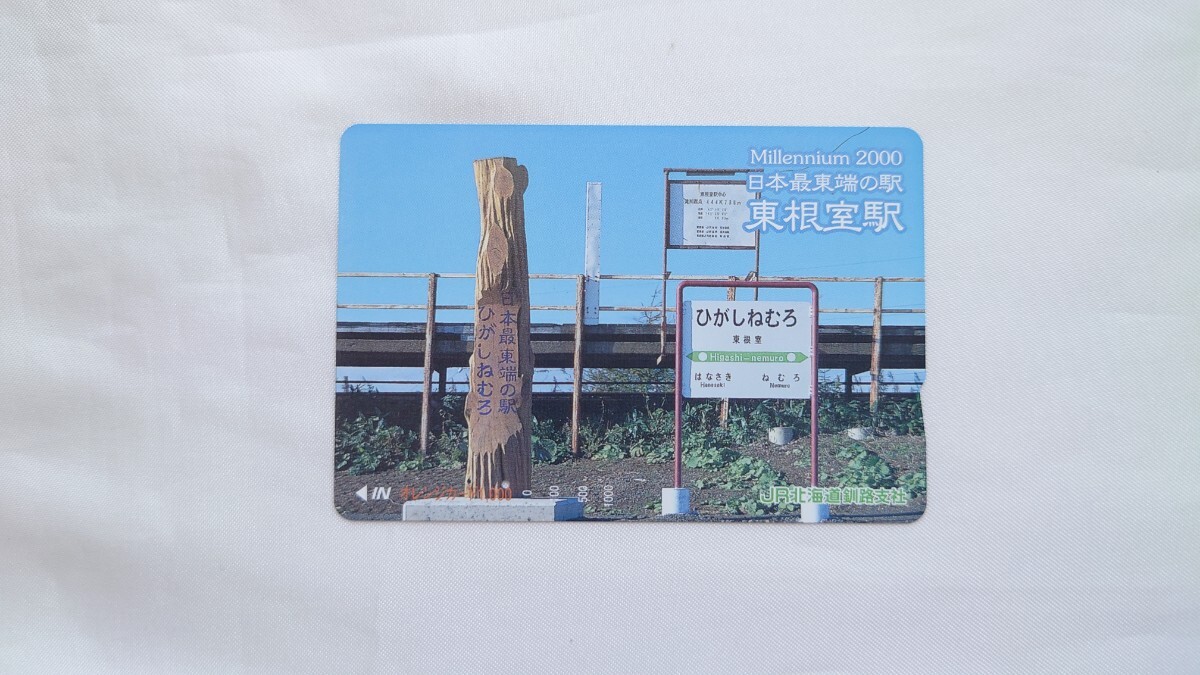 Millennium 2000
日本最東端の駅
東根室駅
日本最東端の駅
ひがしねむろ
ひがしねむろ
東根室
Higashi-nemuro
はなさき
ねむろ
Hanasaki
Nemuro
◀IN
500
1000
JR北海道釧路支社